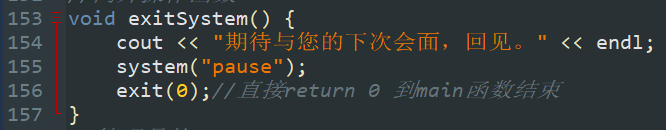 153 void exitSystem() {
154 cout << "期待与您的下次会面，回见。" << endl;
155 system("pause");
156 exit(0);//直接return 0 到main函数结束
157 }